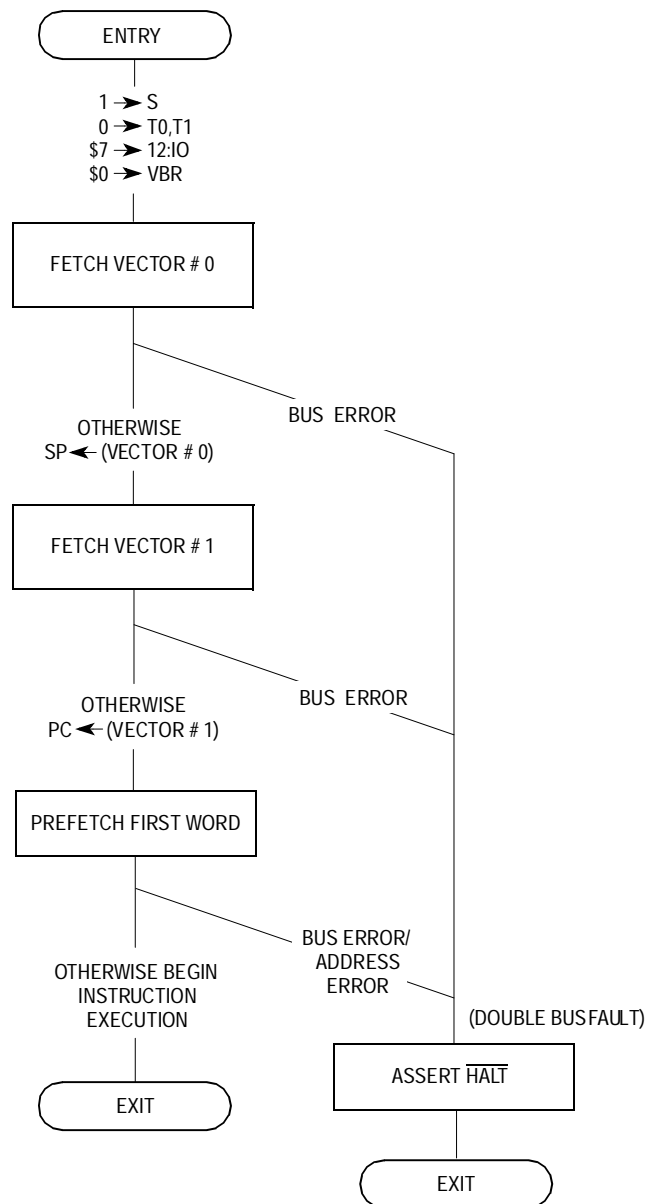 ENTRY
1 → S
0 → T0,T1
$7 → 12:IO
$0 → VBR
FETCH VECTOR # 0
BUS ERROR
OTHERWISE
SP ← (VECTOR # 0)
FETCH VECTOR # 1
BUS ERROR
OTHERWISE
PC ← (VECTOR # 1)
PREFETCH FIRST WORD
BUS ERROR/
ADDRESS
ERROR
OTHERWISE BEGIN
INSTRUCTION
EXECUTION
(DOUBLE BUS FAULT)
ASSERT HALT
EXIT
EXIT